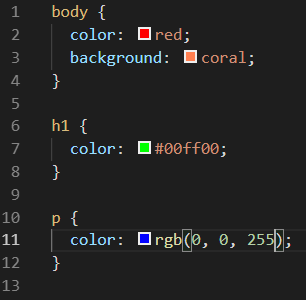 1 body {
2   color: red;
3   background: coral;
4 }
5
6 h1 {
7   color: #00ff00;
8 }
9
10 p {
11   color: rgb(0, 0, 255);
12 }
13